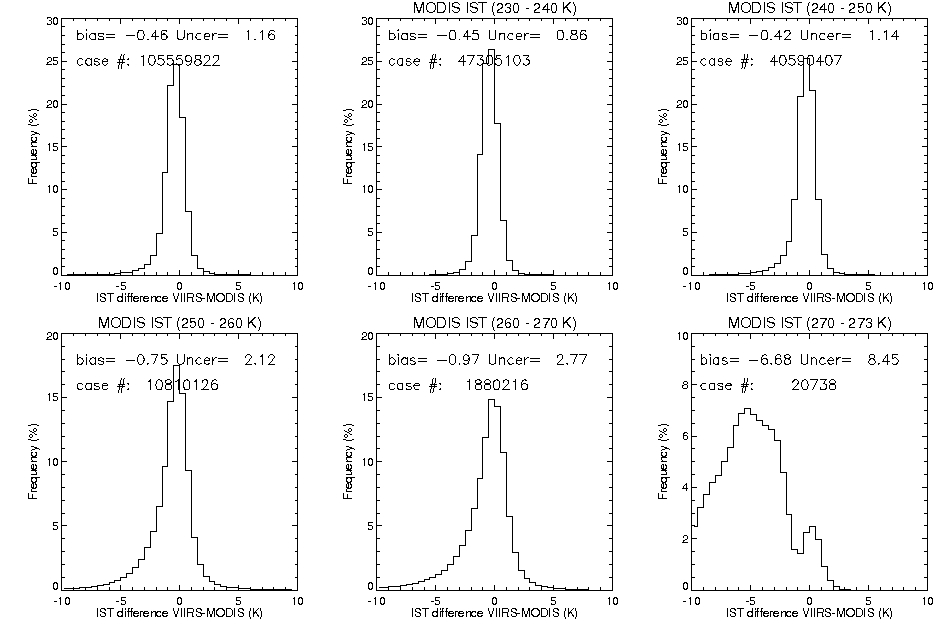 bias= -0.46 Uncer= 1.16
case #: 105559822
30
25
20
15
10
5
0
Frequency (%)
-10 -5 0 5 10
IST difference VIIRS-MODIS (K)
MODIS IST (230 - 240 K)
bias= -0.45 Uncer= 0.86
case #: 47305103
30
25
20
15
10
5
0
Frequency (%)
-10 -5 0 5 10
IST difference VIIRS-MODIS (K)
MODIS IST (240 - 250 K)
bias= -0.42 Uncer= 1.14
case #: 40590407
30
25
20
15
10
5
0
Frequency (%)
-10 -5 0 5 10
IST difference VIIRS-MODIS (K)
MODIS IST (250 - 260 K)
bias= -0.75 Uncer= 2.12
case #: 10810126
20
15
10
5
0
Frequency (%)
-10 -5 0 5 10
IST difference VIIRS-MODIS (K)
MODIS IST (260 - 270 K)
bias= -0.97 Uncer= 2.77
case #: 1880216
20
15
10
5
0
Frequency (%)
-10 -5 0 5 10
IST difference VIIRS-MODIS (K)
MODIS IST (270 - 273 K)
bias= -6.68 Uncer= 8.45
case #: 20738
10
8
6
4
2
0
Frequency (%)
-10 -5 0 5 10
IST difference VIIRS-MODIS (K)